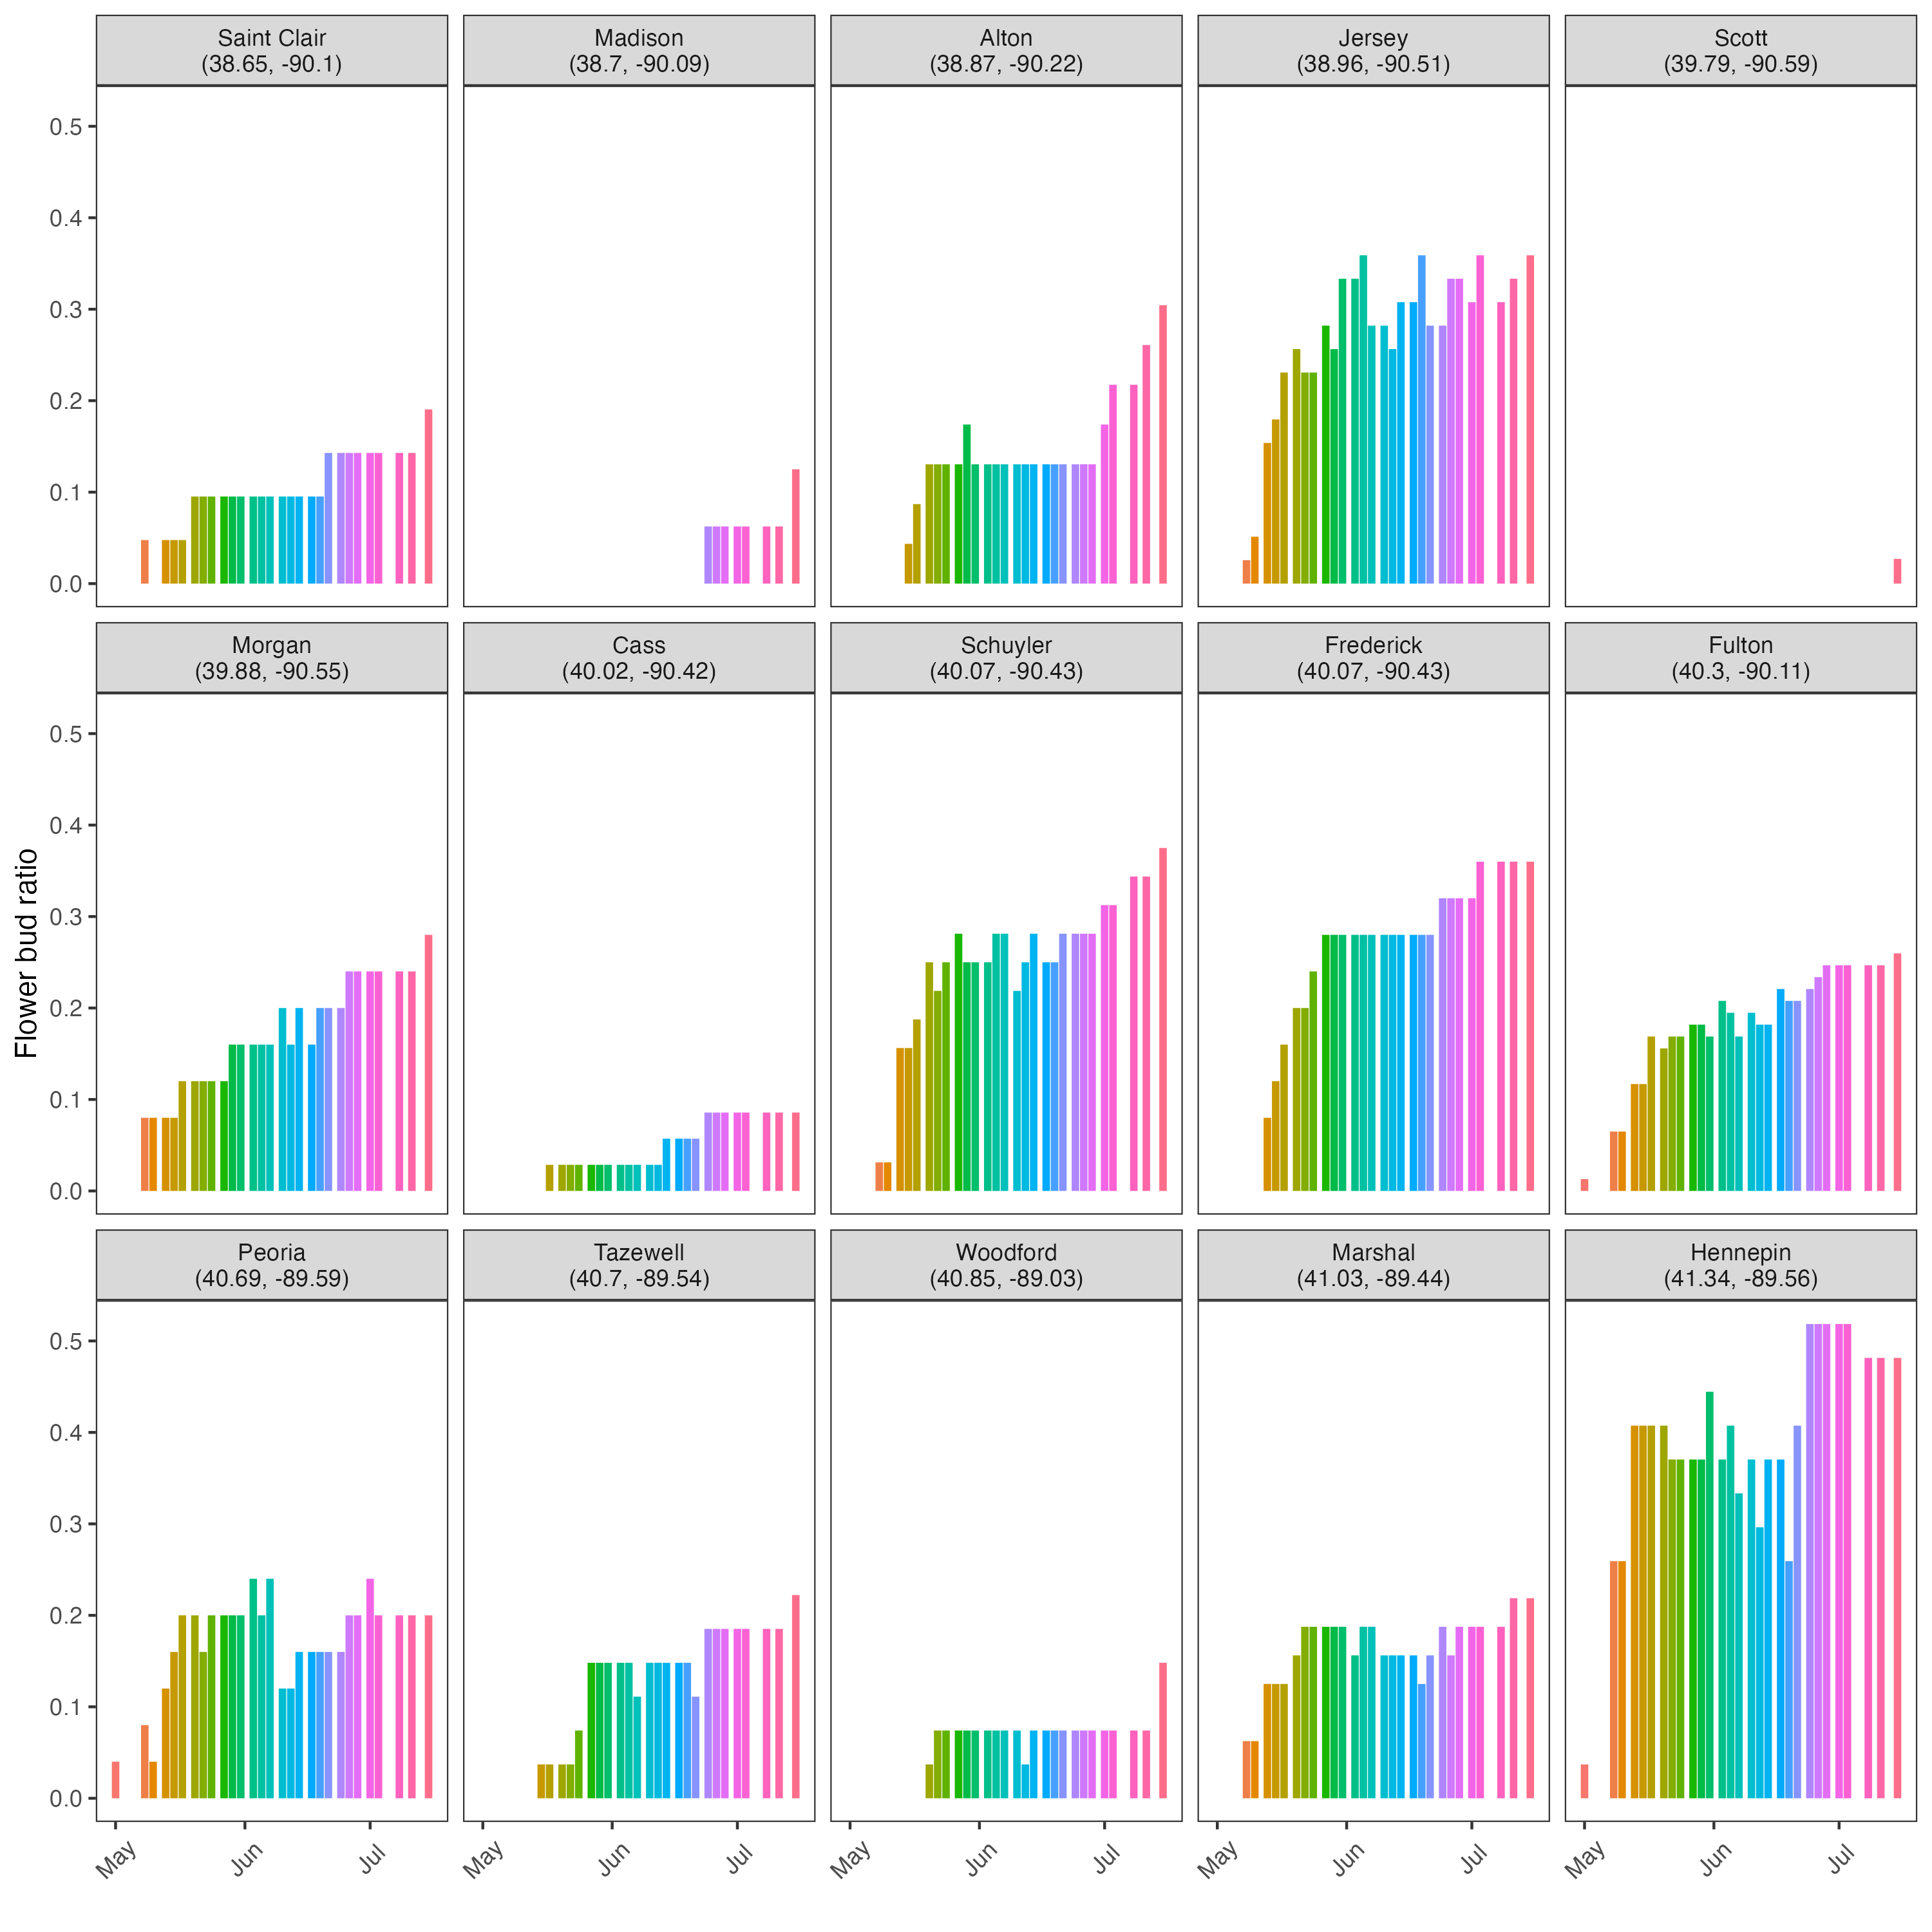 Saint Clair
(38.65, -90.1)
Madison
(38.7, -90.09)
Alton
(38.87, -90.22)
Jersey
(38.96, -90.51)
Scott
(39.79, -90.59)
0.5
0.4
0.3
0.2
0.1
0.0
Morgan
(39.88, -90.55)
Cass
(40.02, -90.42)
Schuyler
(40.07, -90.43)
Frederick
(40.07, -90.43)
Fulton
(40.3, -90.11)
0.5
0.4
0.3
0.2
0.1
0.0
Flower bud ratio
Peoria
(40.69, -89.59)
Tazewell
(40.7, -89.54)
Woodford
(40.85, -89.03)
Marshal
(41.03, -89.44)
Hennepin
(41.34, -89.56)
0.5
0.4
0.3
0.2
0.1
0.0
May Jun Jul May Jun Jul May Jun Jul May Jun Jul May Jun Jul